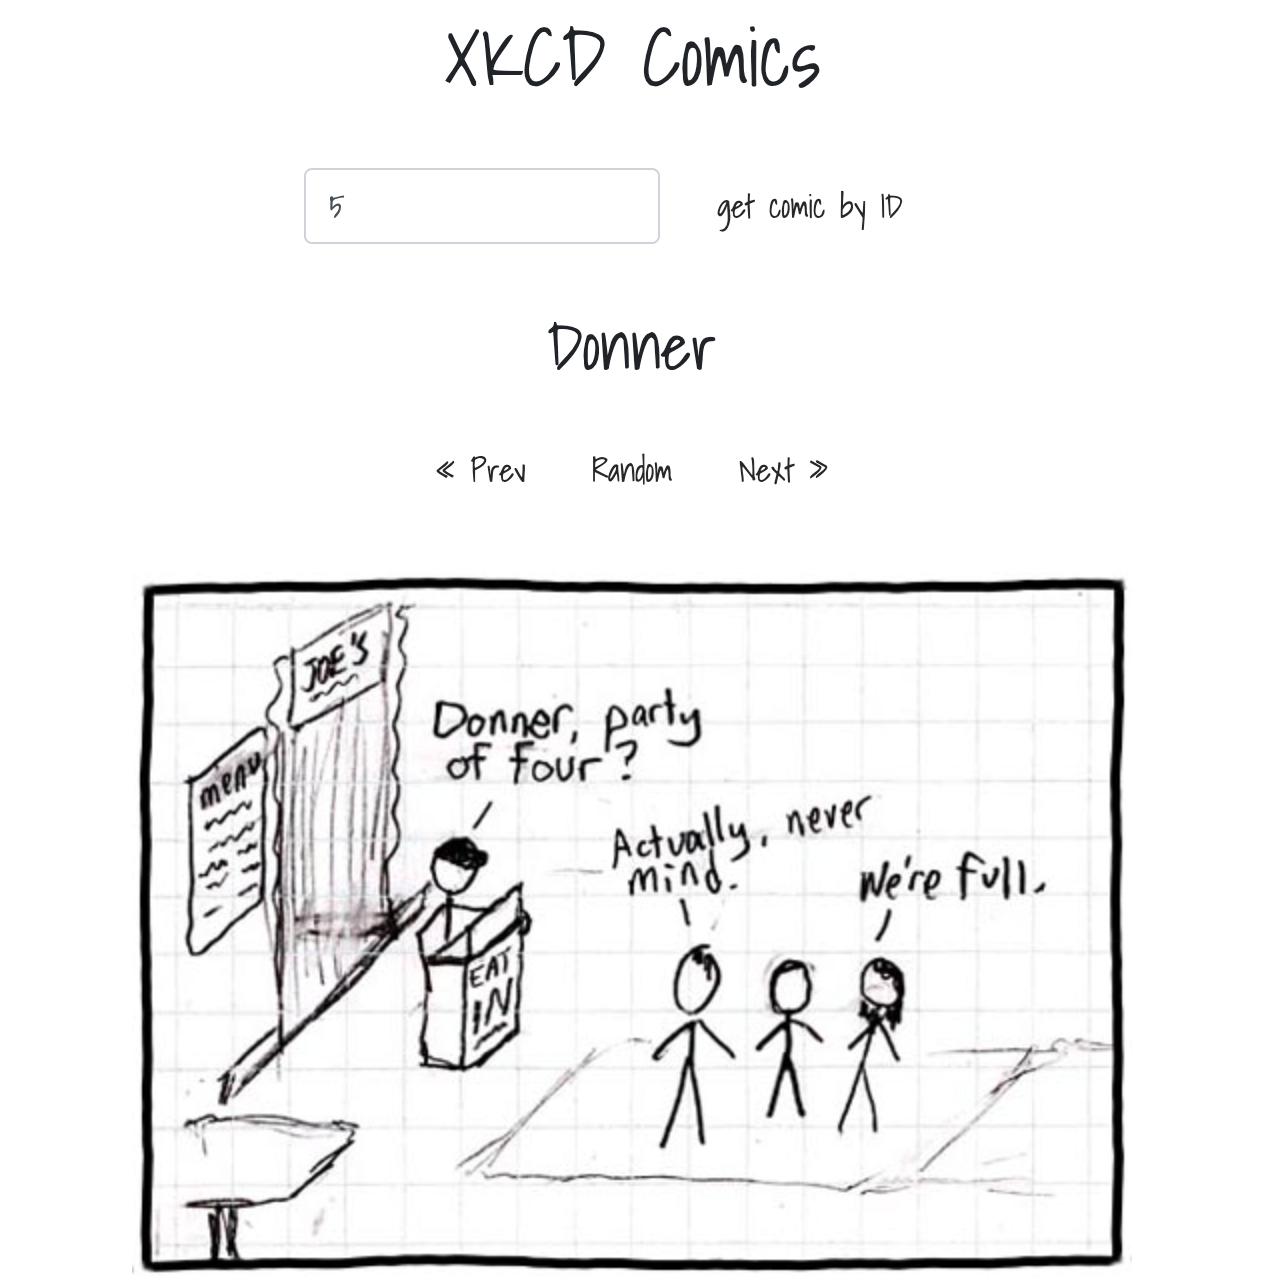 XKCD Comics
5
get comic by ID
Donner
« Prev
Random
Next »
JOE'S
menu
Donner, party
of four?
Actually, never
mind.
We're full.
EAT
IN